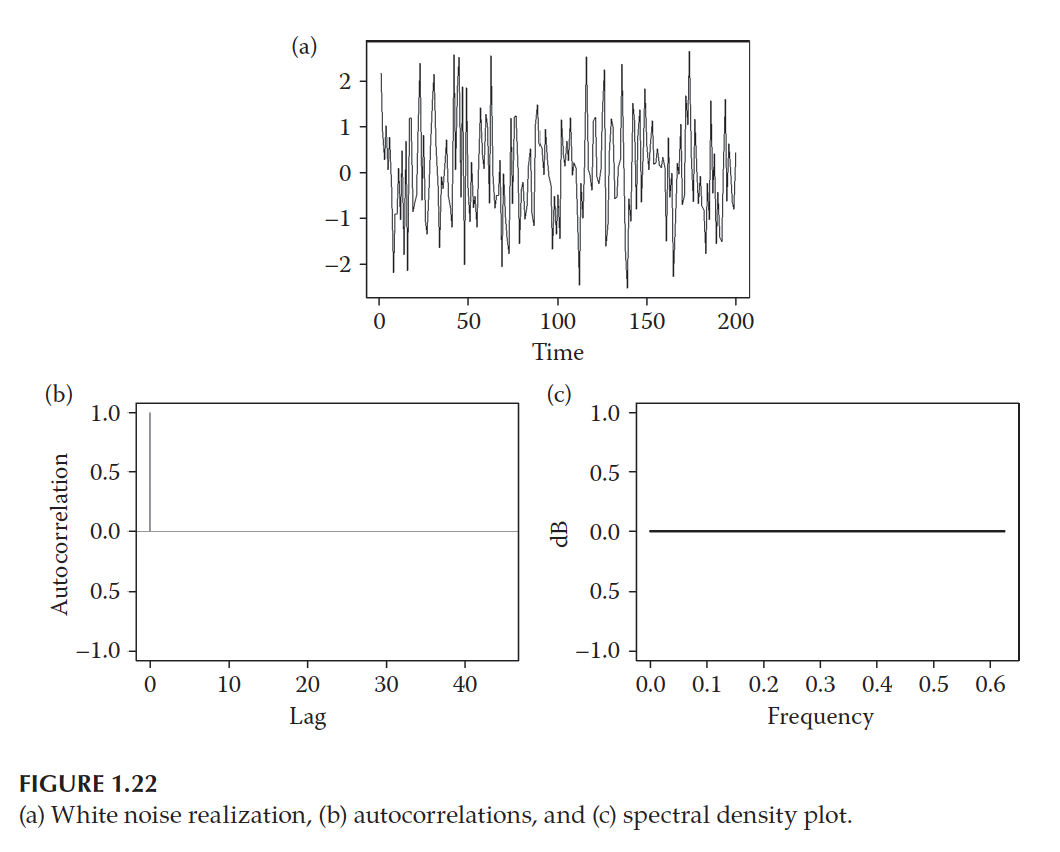 (a)
2
1
0
−1
−2
0 50 100 150 200
Time
(b)
1.0
0.5
0.0
0.5
−1.0
Autocorrelation
0 10 20 30 40
Lag
(c)
1.0
0.5
0.0
0.5
−1.0
dB
0.0 0.1 0.2 0.3 0.4 0.5 0.6
Frequency
FIGURE 1.22
(a) White noise realization, (b) autocorrelations, and (c) spectral density plot.